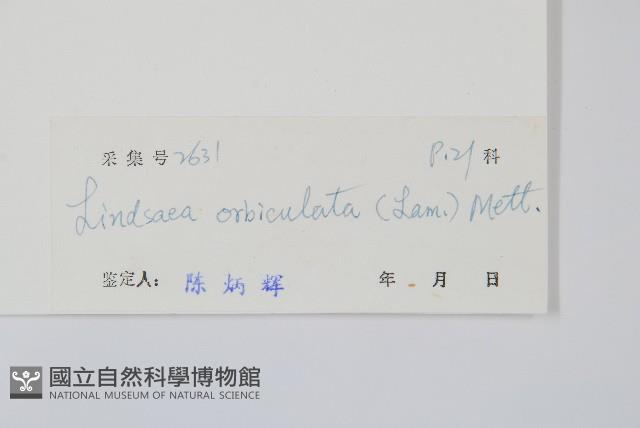 采集号 2631 P.21 科
Lindsaea orbiculata (Lam.) Mett.
鉴定人: 陈炳辉 年 月 日
國立自然科學博物館
NATIONAL MUSEUM OF NATURAL SCIENCE